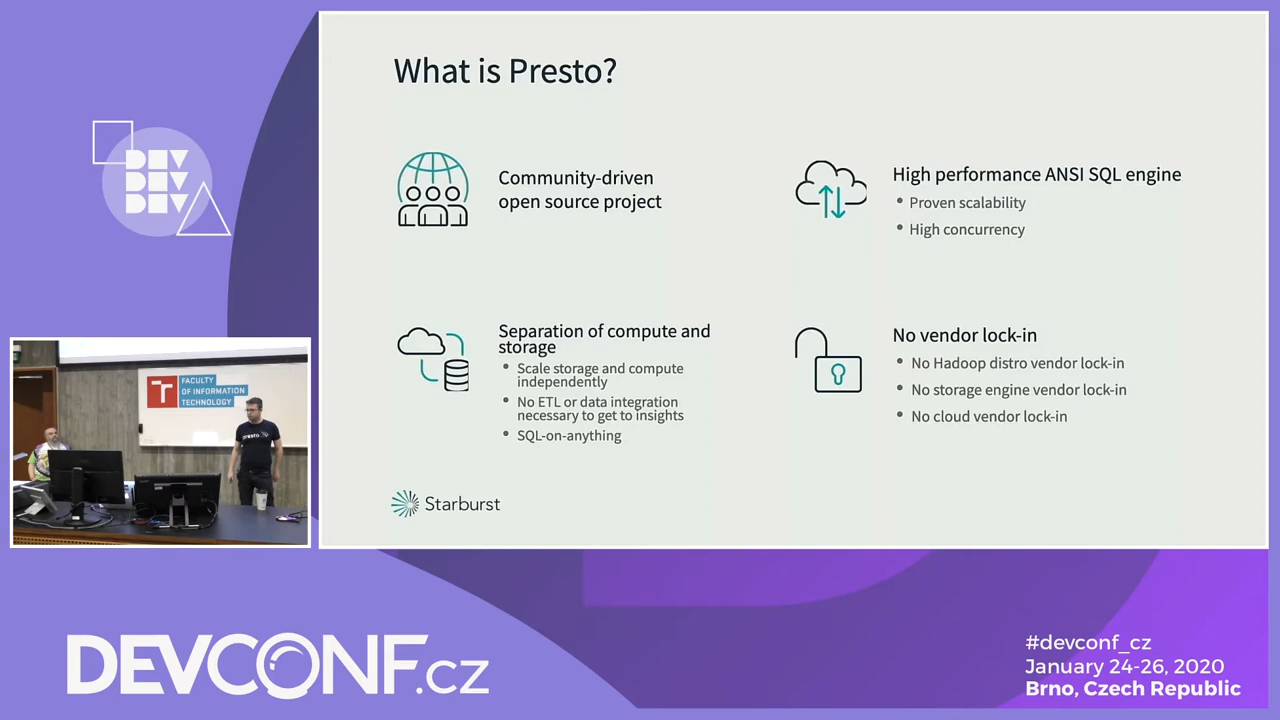 What is Presto?
Community-driven
open source project
High performance ANSI SQL engine
• Proven scalability
• High concurrency
Separation of compute and
storage
• Scale storage and compute
independently
• No ETL or data integration
necessary to get to insights
• SQL-on-anything
No vendor lock-in
• No Hadoop distro vendor lock-in
• No storage engine vendor lock-in
• No cloud vendor lock-in
Starburst
DEV
DEV
DEV
FACULTY
OF INFORMATION
TECHNOLOGY
presto
DEVCONF.cz
#devconf_cz
January 24-26, 2020
Brno, Czech Republic